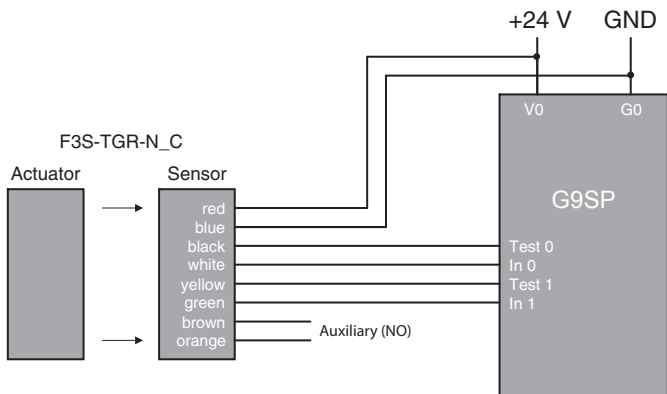 +24 V GND
V0 G0
F3S-TGR-N_C
Actuator Sensor
G9SP
red
blue
black
white
yellow
green
brown
orange
Test 0
In 0
Test 1
In 1
Auxiliary (NO)